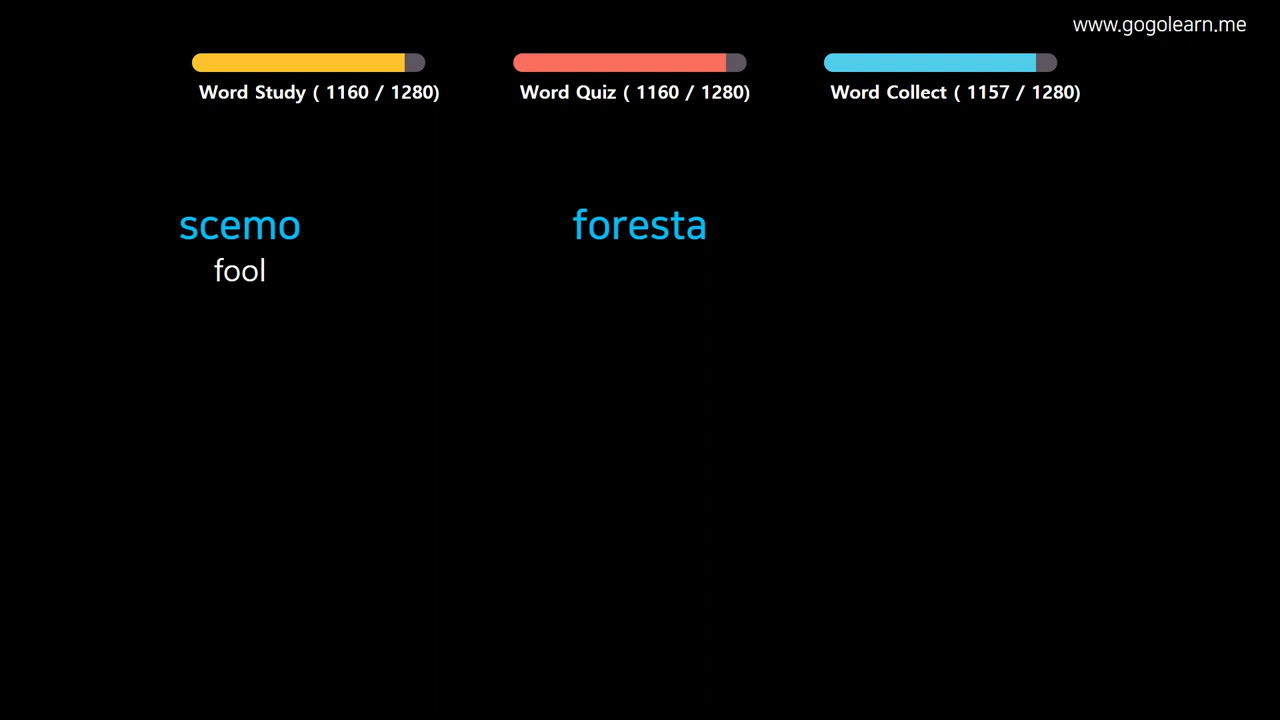 www.gogolearn.me
Word Study ( 1160 / 1280)
Word Quiz ( 1160 / 1280)
Word Collect ( 1157 / 1280)
scemo
fool
foresta